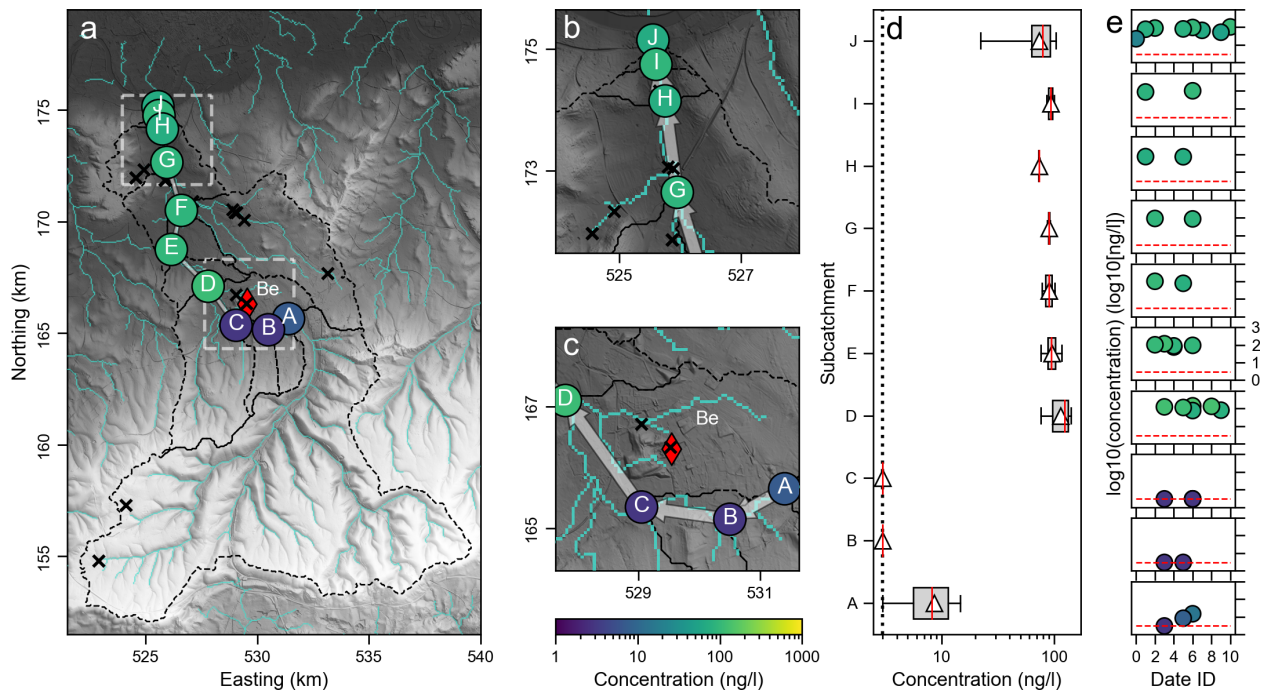 a
J
H
G
F
E
D
Be
C
B
A
175
170
165
160
155
Northing (km)
525
530
535
540
Easting (km)
b
J
I
H
G
175
173
525
527
c
D
Be
A
C
B
167
165
529
531
1
10
100
1000
Concentration (ng/l)
d
J
I
H
G
F
E
D
C
B
A
Subcatchment
10
100
Concentration (ng/l)
e
log10(concentration) (log10[ng/l])
3
2
1
0
0
2
4
6
8
10
Date ID